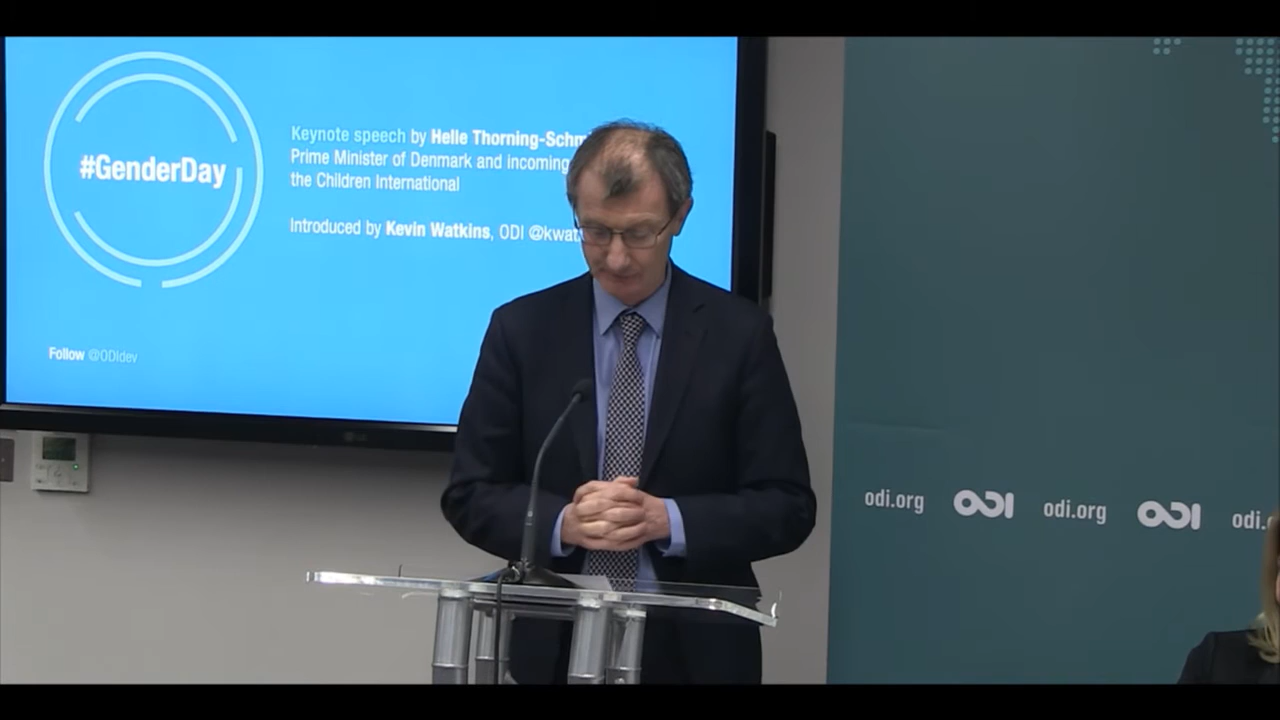 #GenderDay
Keynote speech by Helle Thorning-Schm
Prime Minister of Denmark and incoming
the Children International
Introduced by Kevin Watkins, ODI @kwat
Follow @ODIdev
LG
odi.org ODI odi.org ODI odi.